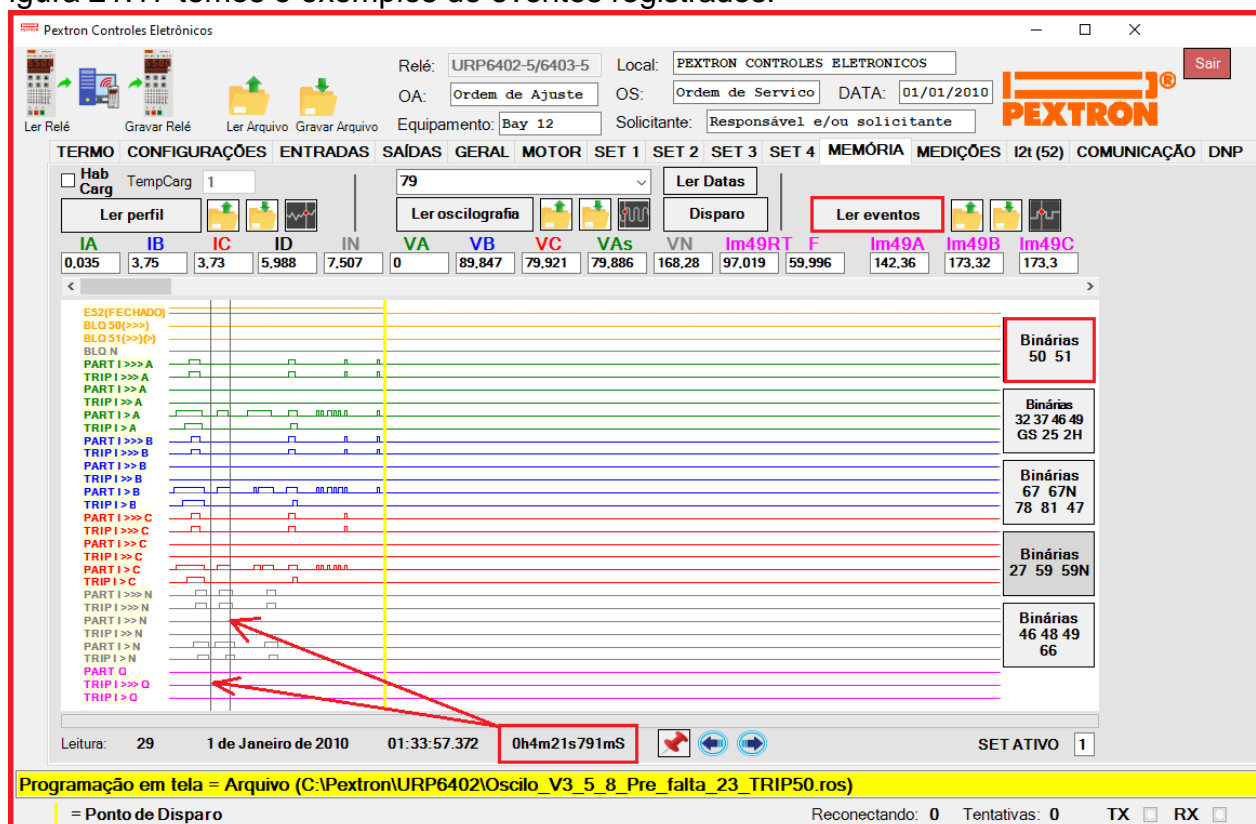 igura 21.17 temos o exemplos de eventos registrados.
Pextron Controles Eletrônicos
Relé: URP6402-5/6403-5 Local: PEXTRON CONTROLES ELETRONICOS Sair
OA: Ordem de Ajuste OS: Ordem de Servico DATA: 01/01/2010
Ler Relé Gravar Relé Ler Arquivo Gravar Arquivo Equipamento: Bay 12 Solicitante: Responsável e/ou solicitante PEXTRON®
TERMO CONFIGURAÇÕES ENTRADAS SAÍDAS GERAL MOTOR SET 1 SET 2 SET 3 SET 4 MEMÓRIA MEDIÇÕES I2t (52) COMUNICAÇÃO DNP
Hab Carg TempCarg 1 79 Ler Datas
Ler perfil Ler oscilografia Disparo Ler eventos
IA IB IC ID IN VA VB VC VAs VN Im49RT F Im49A Im49B Im49C
0,035 3,75 3,73 5,988 7,507 0 89,847 79,921 79,886 168,28 97,019 59,996 142,36 173,32 173,3
E52(FECHADO)
BLQ 50(>>>)
BLQ 51(>>)(>)
BLQ N
PART I >>> A
TRIP I >>> A
PART I >> A
TRIP I >> A
PART I > A
TRIP I > A
PART I >>> B
TRIP I >>> B
PART I >> B
TRIP I >> B
PART I > B
TRIP I > B
PART I >>> C
TRIP I >>> C
PART I >> C
TRIP I >> C
PART I > C
TRIP I > C
PART I >>> N
TRIP I >>> N
PART I >> N
TRIP I >> N
PART I > N
TRIP I > N
PART Q
TRIP I >>> Q
TRIP I > Q
Binárias
50 51
Binárias
32 37 46 49
GS 25 2H
Binárias
67 67N
78 81 47
Binárias
27 59 59N
Binárias
46 48 49
66
Leitura: 29 1 de Janeiro de 2010 01:33:57.372 0h4m21s791mS SET ATIVO 1
Programação em tela = Arquivo (C:\Pextron\URP6402\Oscilo_V3_5_8_Pre_falta_23_TRIP50.ros)
= Ponto de Disparo Reconectando: 0 Tentativas: 0 TX RX